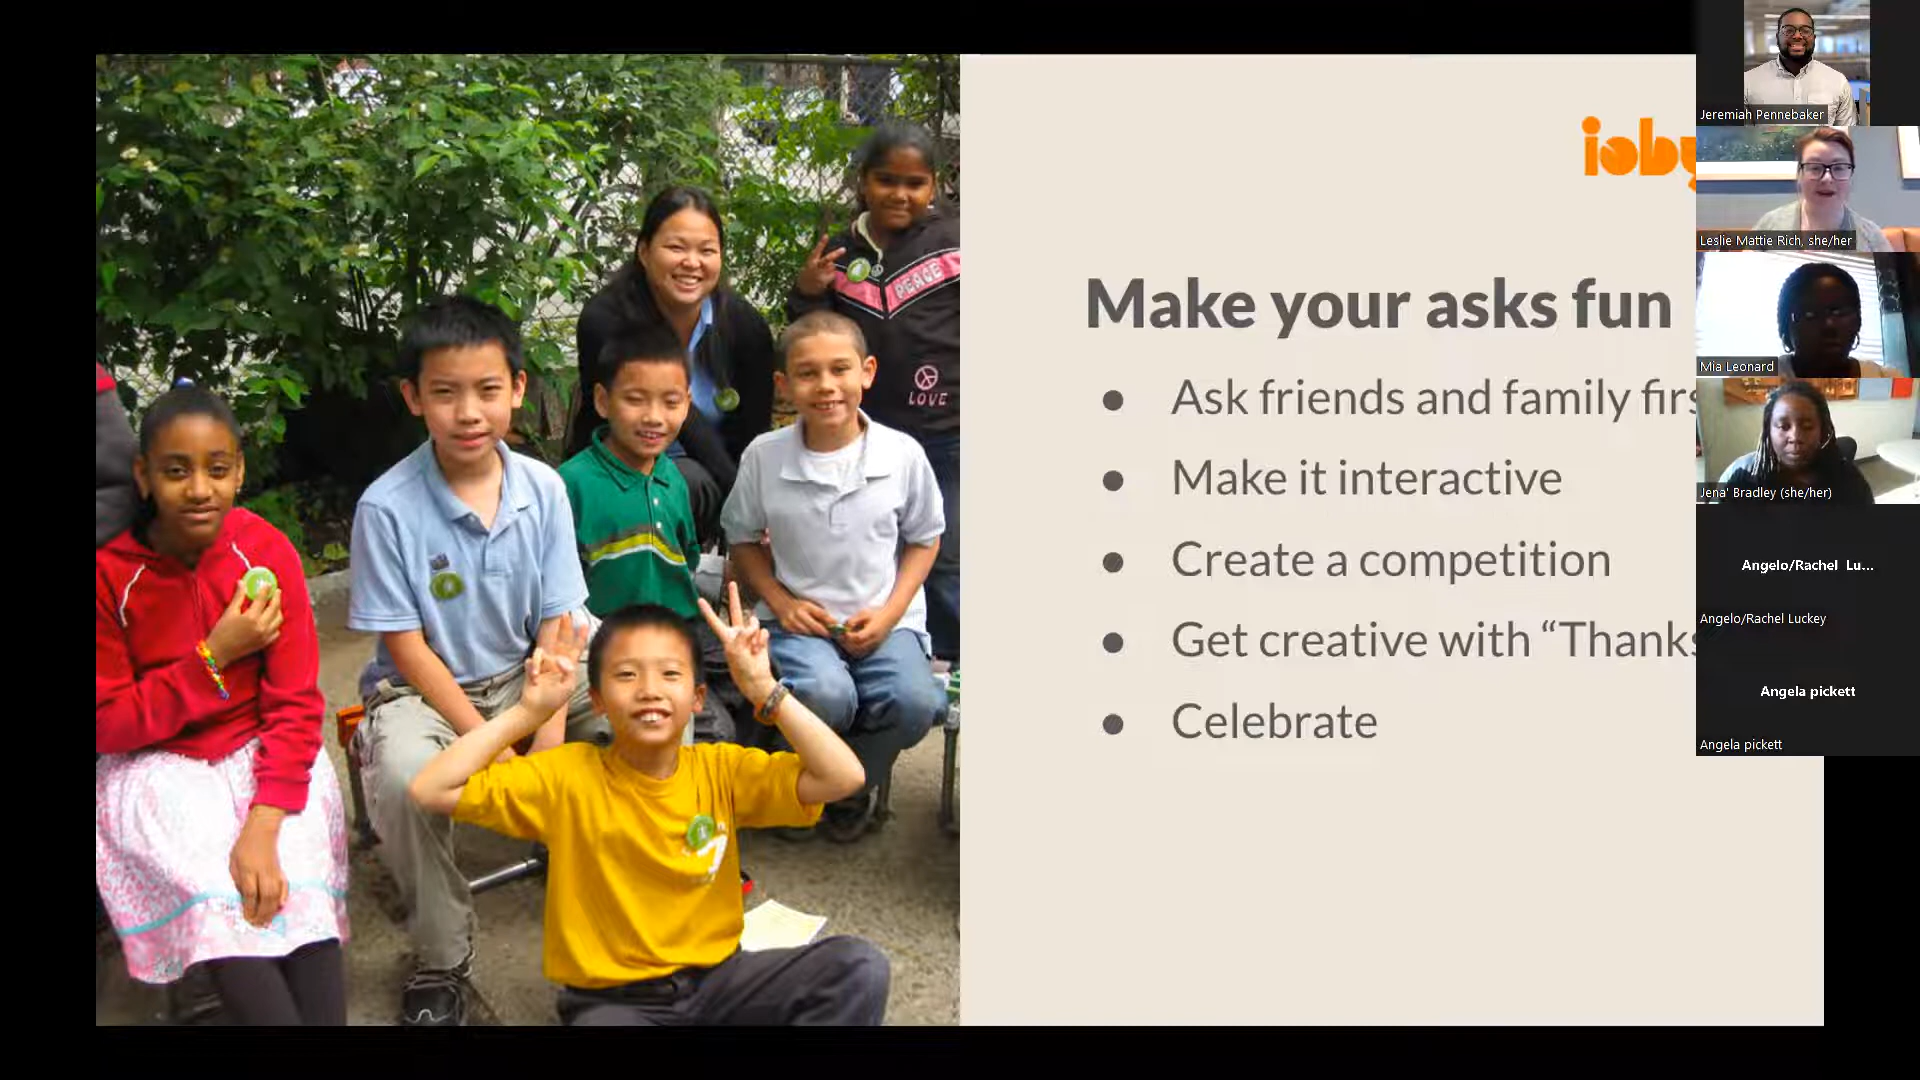 ioby
Make your asks fun
● Ask friends and family firs
● Make it interactive
● Create a competition
● Get creative with “Thanks
● Celebrate
PEACE
LOVE
Jeremiah Pennebaker
Leslie Mattie Rich, she/her
Mia Leonard
Jena' Bradley (she/her)
Angelo/Rachel Lu...
Angelo/Rachel Luckey
Angela pickett
Angela pickett